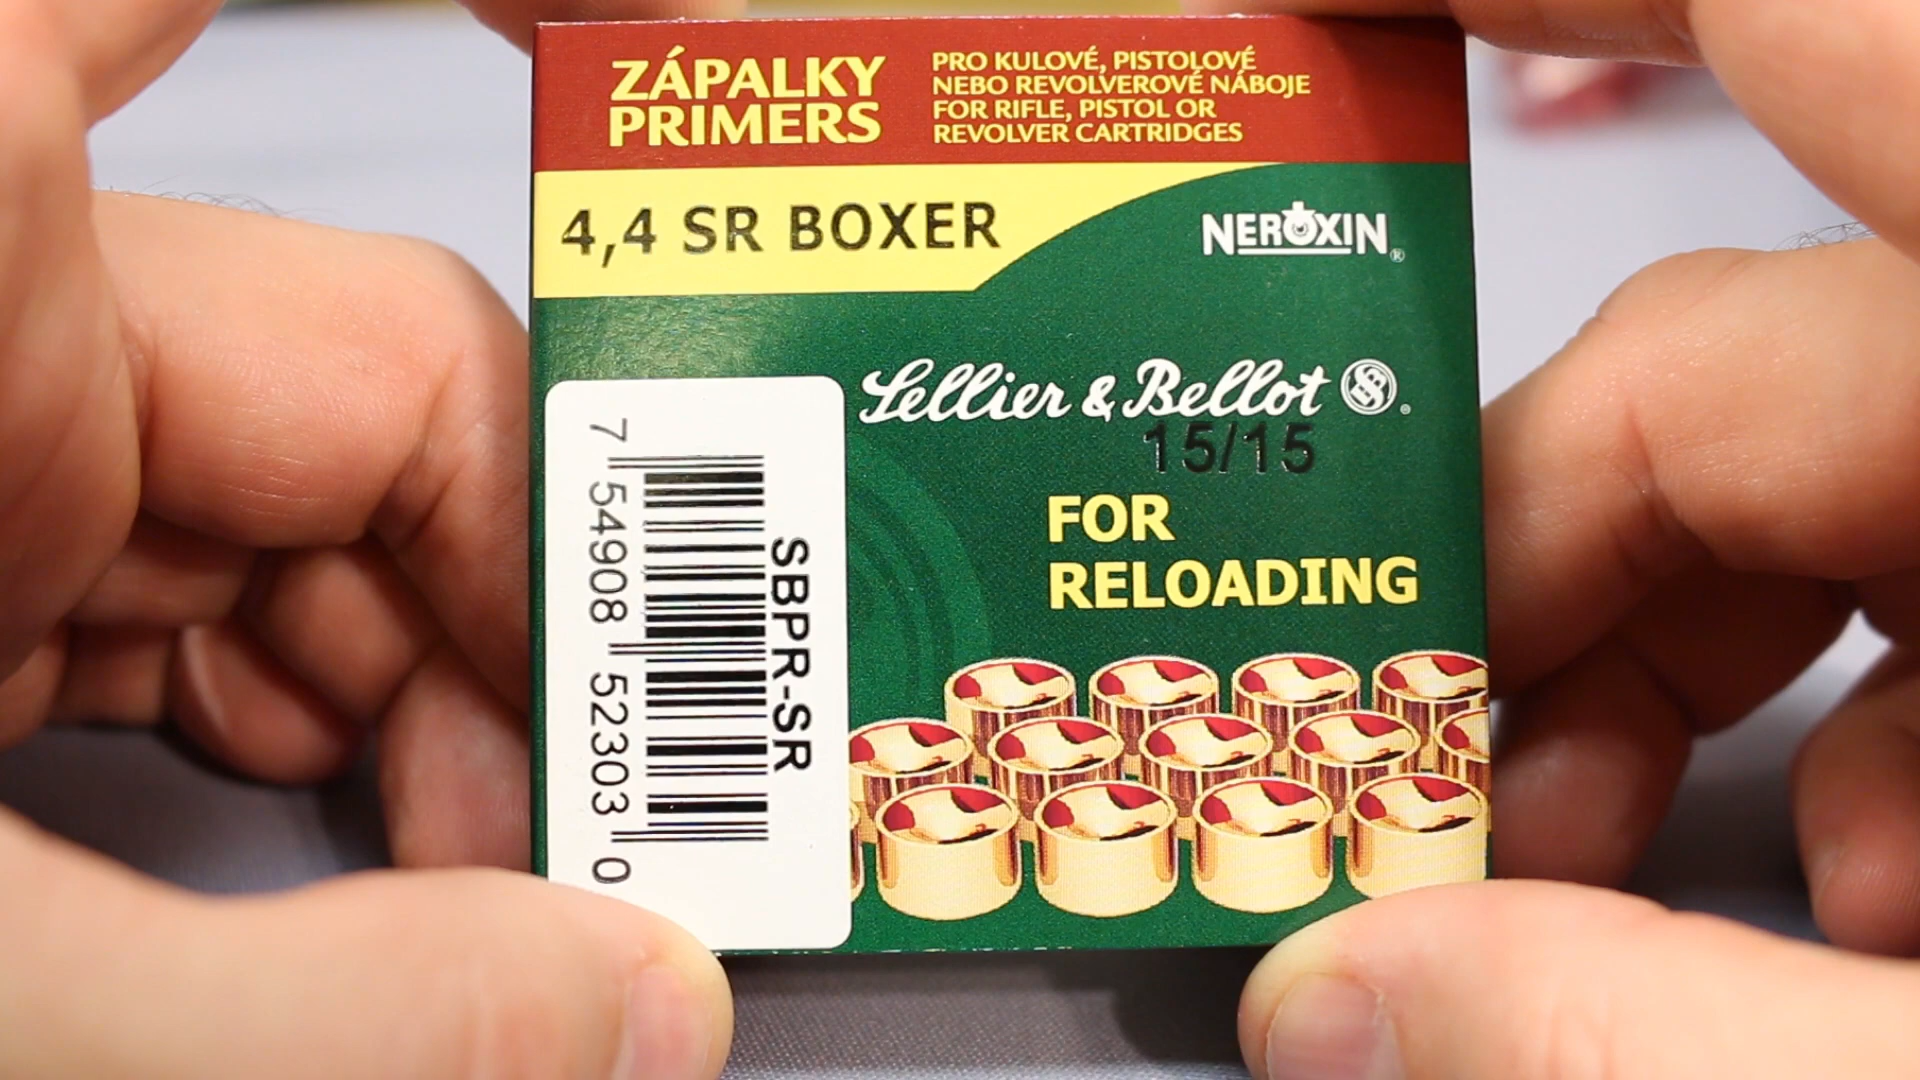 ZÁPALKY
PRIMERS
PRO KULOVÉ, PISTOLOVÉ
NEBO REVOLVEROVÉ NÁBOJE
FOR RIFLE, PISTOL OR
REVOLVER CARTRIDGES
4,4 SR BOXER
NEROXIN®
Lellier & Bellot
15/15
FOR
RELOADING
7 54908 52303 0
SBPR-SR